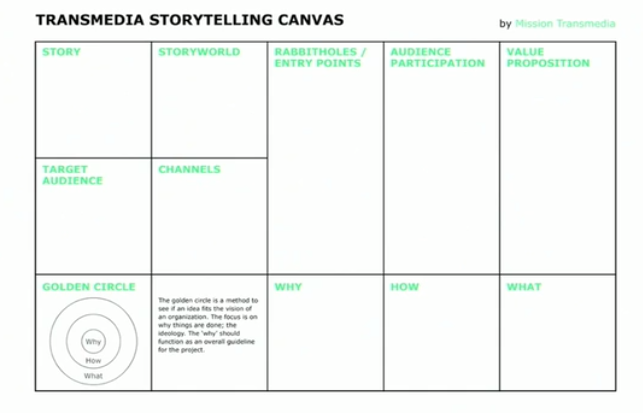 TRANSMEDIA STORYTELLING CANVAS
by Mission Transmedia
STORY
STORYWORLD
RABBITHOLES /
ENTRY POINTS
AUDIENCE
PARTICIPATION
VALUE
PROPOSITION
TARGET
AUDIENCE
CHANNELS
GOLDEN CIRCLE
Why
How
What
The golden circle is a method to
see if an idea fits the vision of
an organization. The focus is on
why things are done; the
ideology. The 'why' should
function as an overall guideline
for the project.
WHY
HOW
WHAT